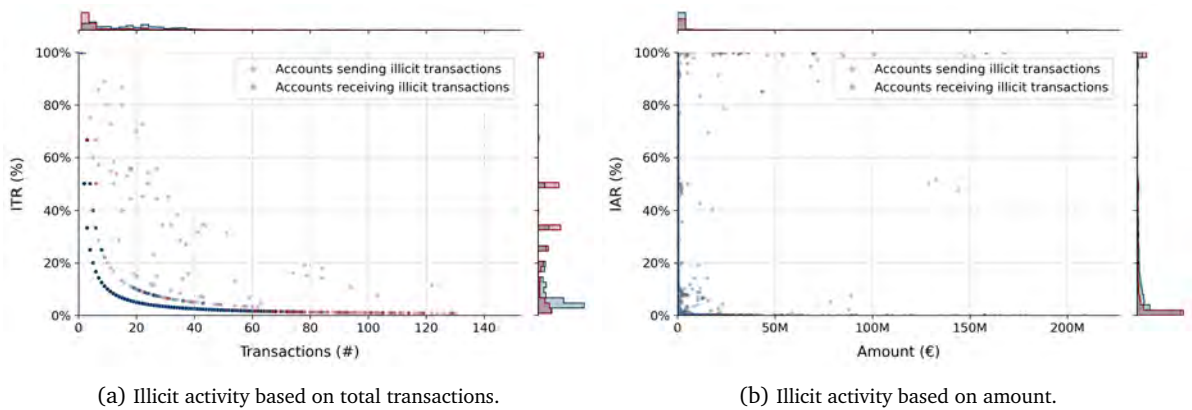 100%
80%
60%
40%
20%
0%
ITR (%)
Accounts sending illicit transactions
Accounts receiving illicit transactions
0 20 40 60 80 100 120 140
Transactions (#)
(a) Illicit activity based on total transactions.
100%
80%
60%
40%
20%
0%
IAR (%)
Accounts sending illicit transactions
Accounts receiving illicit transactions
0 50M 100M 150M 200M
Amount (€)
(b) Illicit activity based on amount.